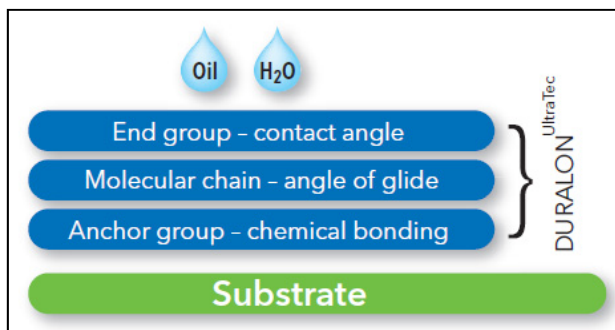 Oil
H₂O
End group – contact angle
Molecular chain – angle of glide
Anchor group – chemical bonding
DURALON UltraTec
Substrate